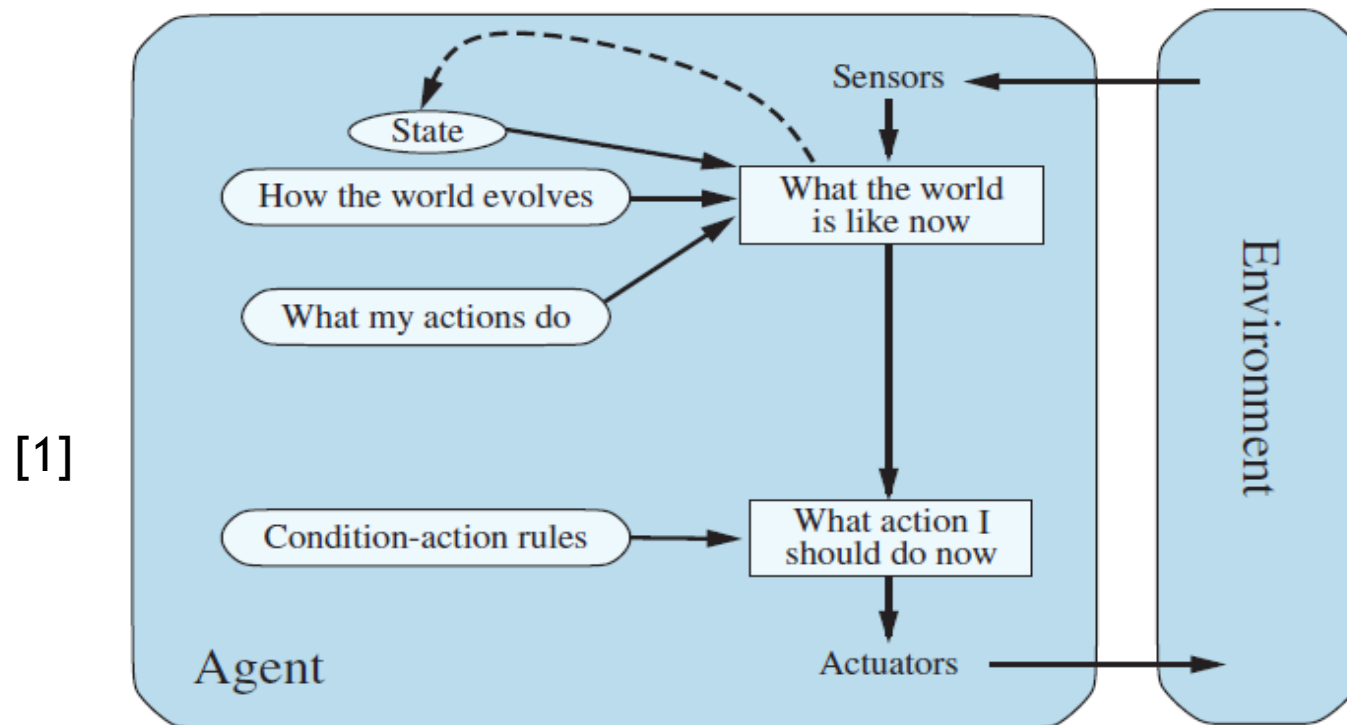 Sensors
State
How the world evolves
What the world
is like now
What my actions do
Environment
[1]
Condition-action rules
What action I
should do now
Agent
Actuators